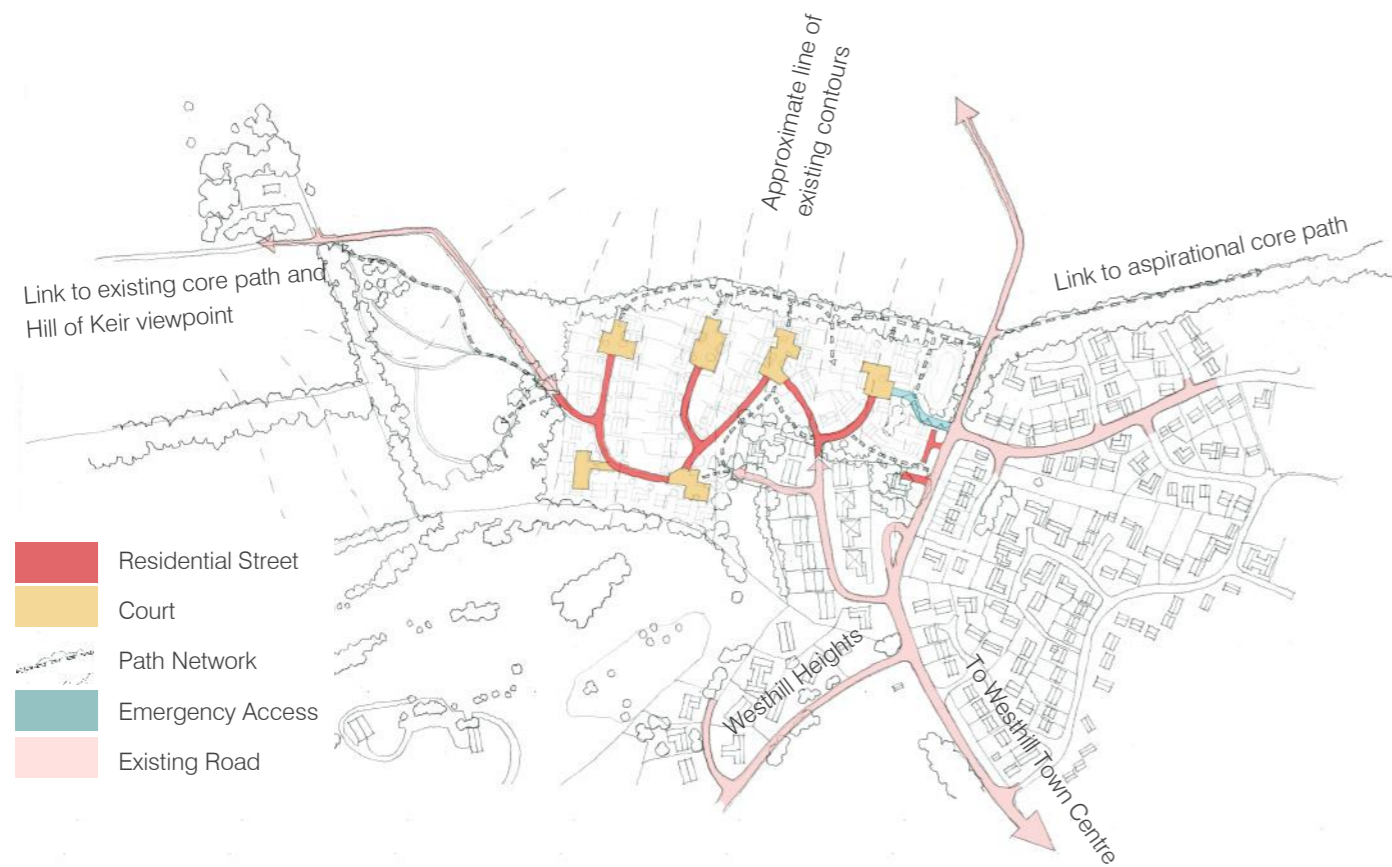 Approximate line of
existing contours
Link to aspirational core path
Link to existing core path and
Hill of Keir viewpoint
Residential Street
Court
Path Network
Emergency Access
Existing Road
Westhill Heights
To Westhill Town Centre